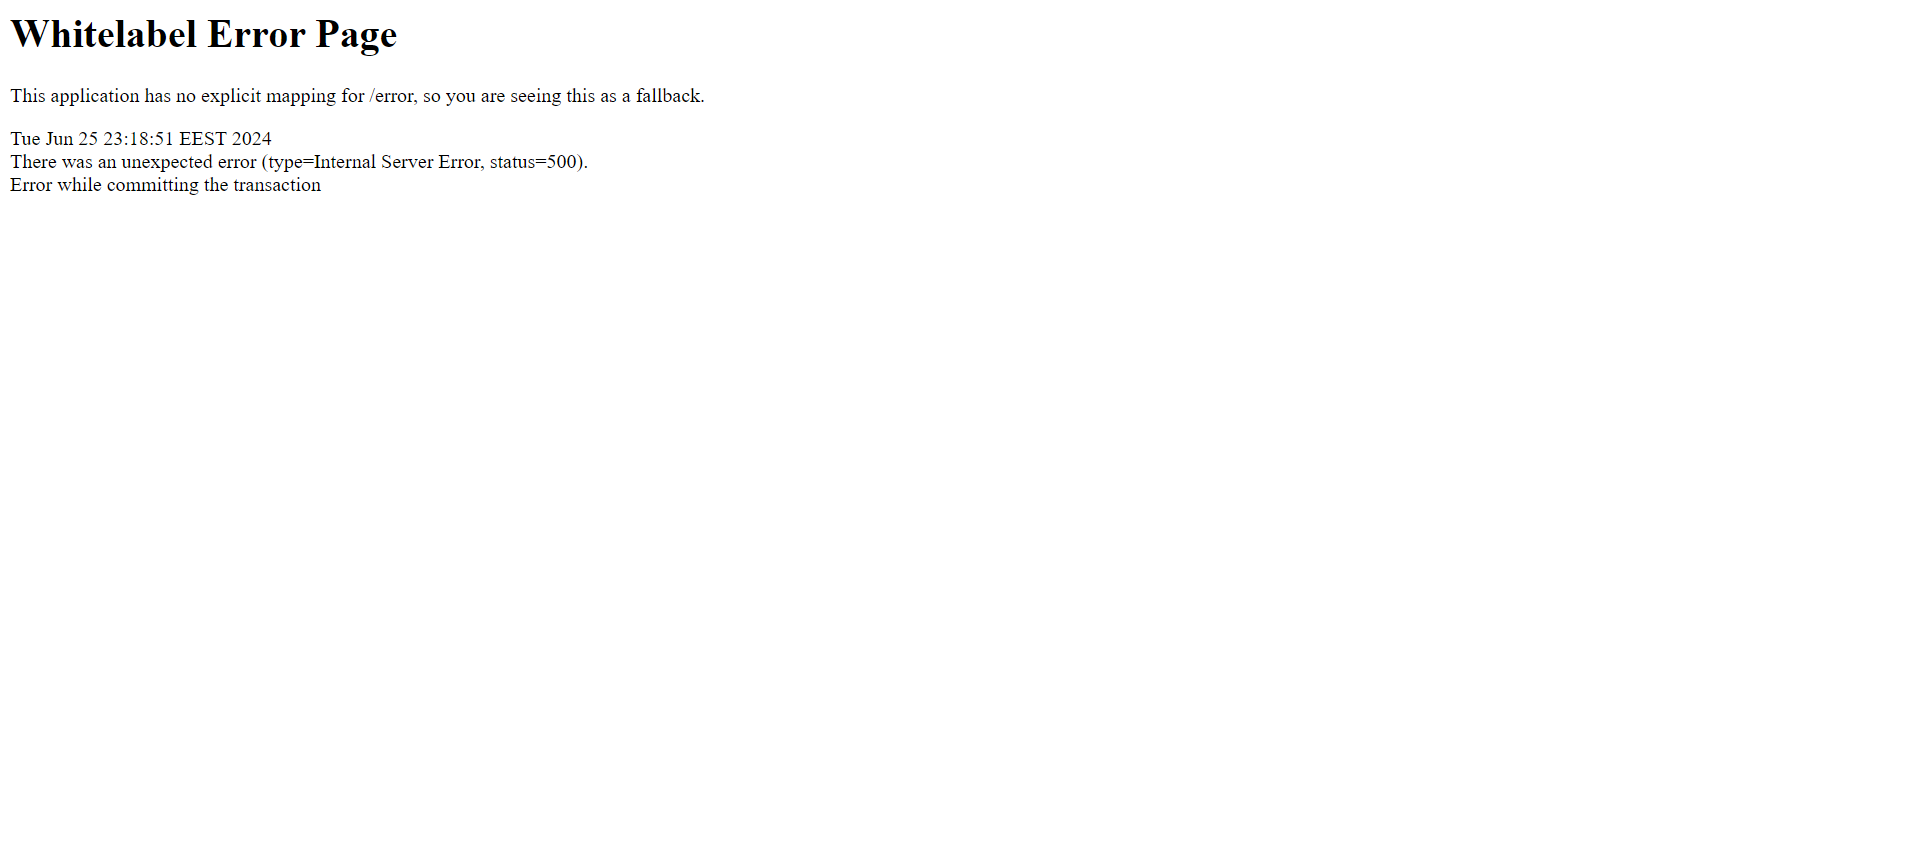 Whitelabel Error Page
This application has no explicit mapping for /error, so you are seeing this as a fallback.
Tue Jun 25 23:18:51 EEST 2024
There was an unexpected error (type=Internal Server Error, status=500).
Error while committing the transaction